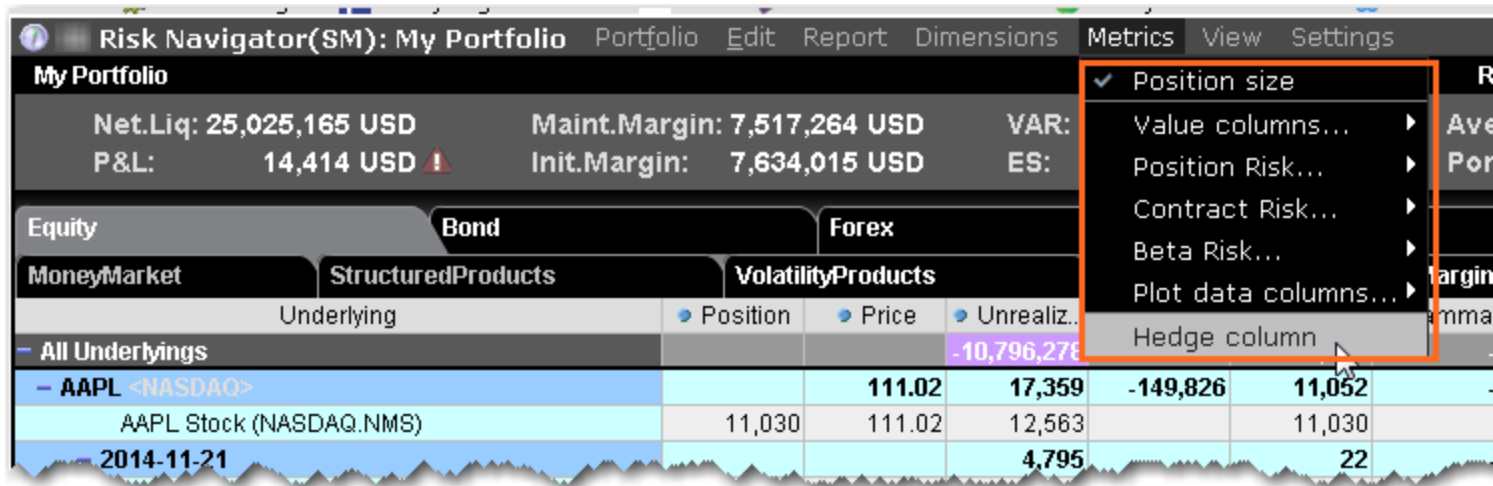 Risk Navigator(SM): My Portfolio Portfolio Edit Report Dimensions Metrics View Settings
My Portfolio
Net.Liq: 25,025,165 USD Maint.Margin: 7,517,264 USD VAR:
P&L: 14,414 USD Init.Margin: 7,634,015 USD ES:
Position size
Value columns...
Position Risk...
Contract Risk...
Beta Risk...
Plot data columns...
Hedge column
Equity Bond Forex
MoneyMarket StructuredProducts VolatilityProducts
Underlying Position Price Unrealiz...
All Underlyings -10,796,278
AAPL <NASDAQ> 111.02 17,359 -149,826 11,052
AAPL Stock (NASDAQ.NMS) 11,030 111.02 12,563 11,030
2014-11-21 4,795 22